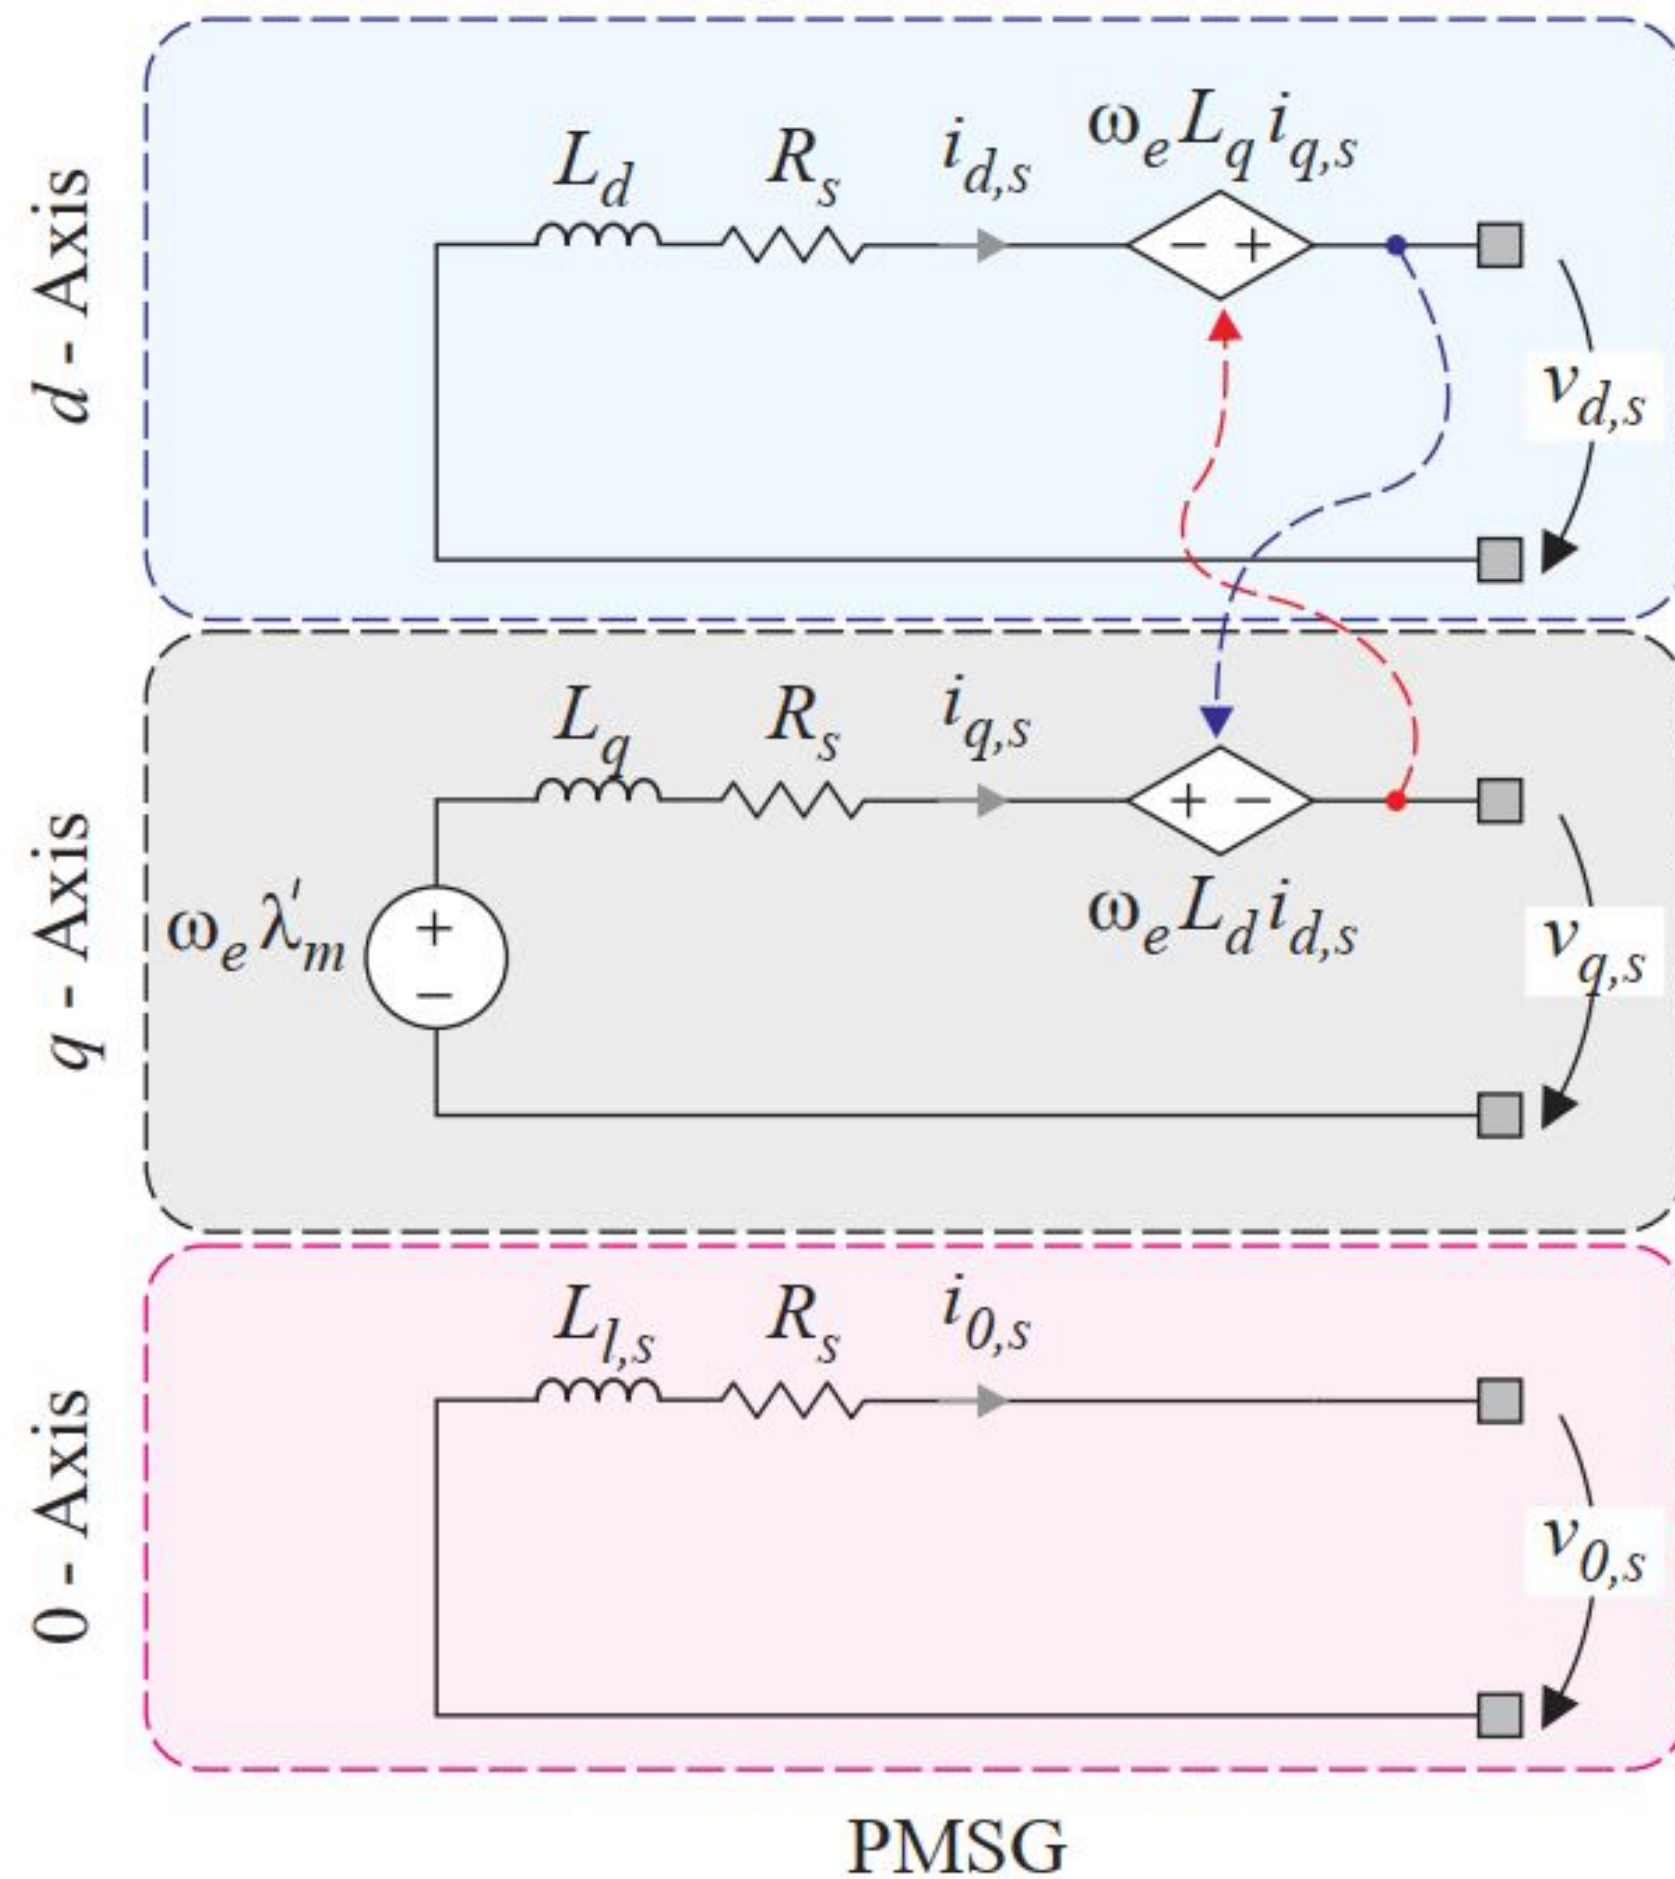 d - Axis
L_d
R_s
i_{d,s}
ω_e L_q i_{q,s}
− +
v_{d,s}
q - Axis
L_q
R_s
i_{q,s}
+ −
ω_e L_d i_{d,s}
ω_e λ'_m
+
−
v_{q,s}
0 - Axis
L_{l,s}
R_s
i_{0,s}
v_{0,s}
PMSG